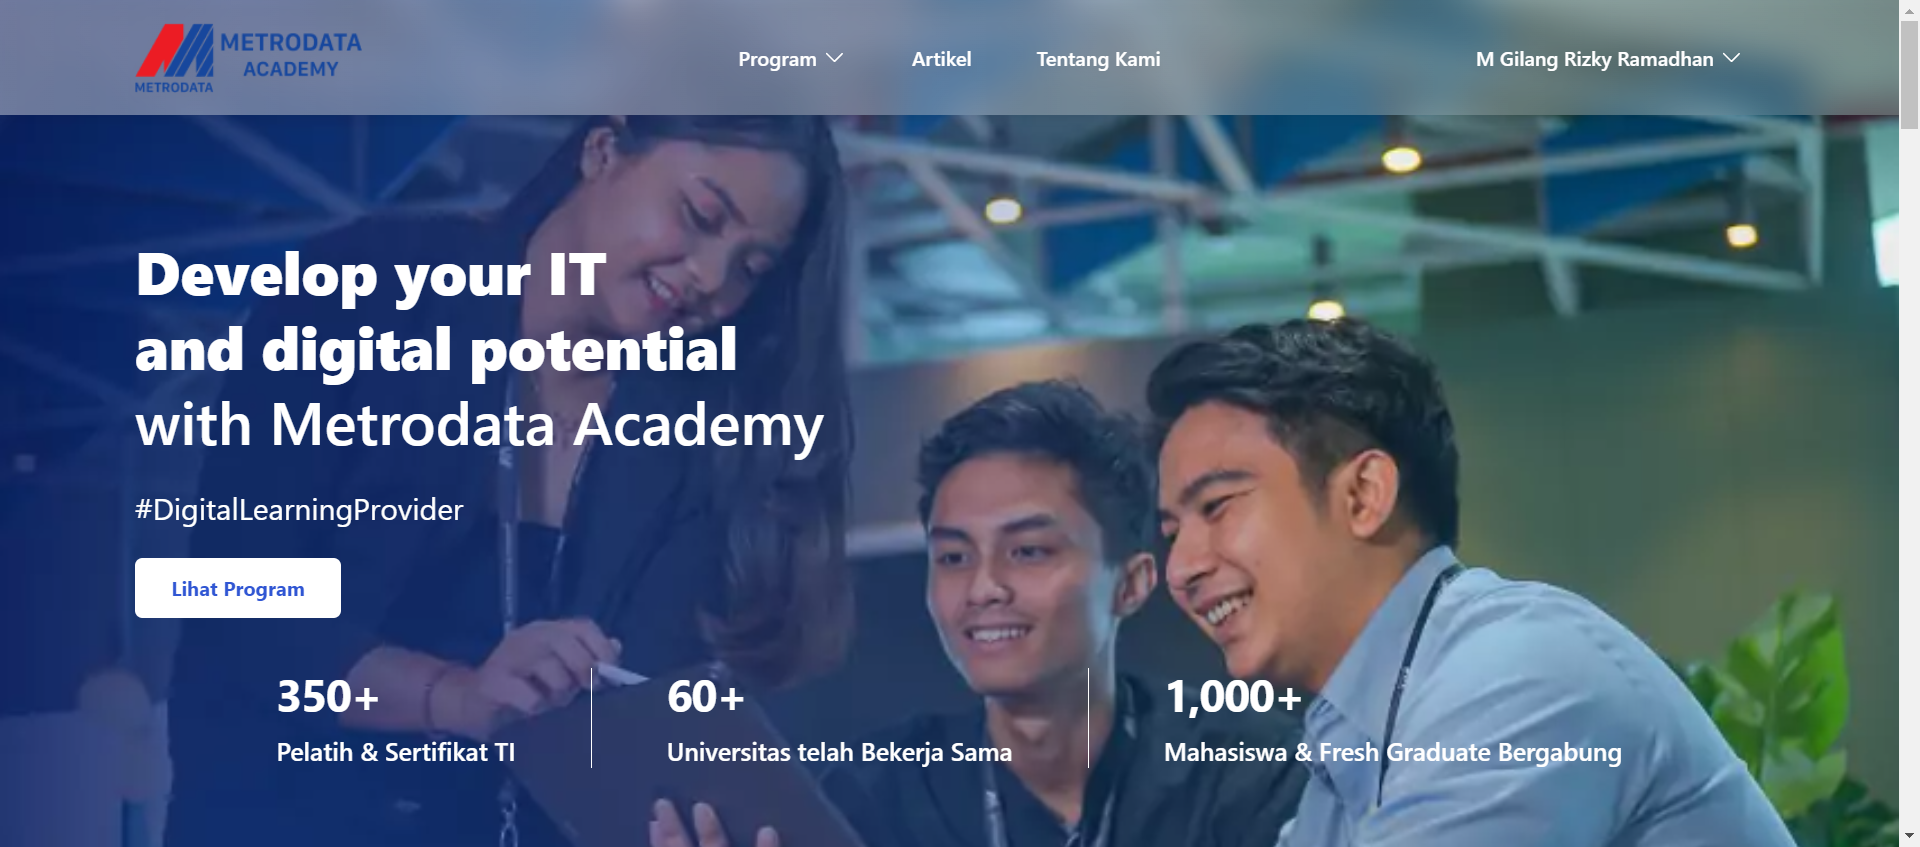 METRODATA
ACADEMY
METRODATA
Program
Artikel
Tentang Kami
M Gilang Rizky Ramadhan
Develop your IT
and digital potential
with Metrodata Academy
#DigitalLearningProvider
Lihat Program
350+
Pelatih & Sertifikat TI
60+
Universitas telah Bekerja Sama
1,000+
Mahasiswa & Fresh Graduate Bergabung